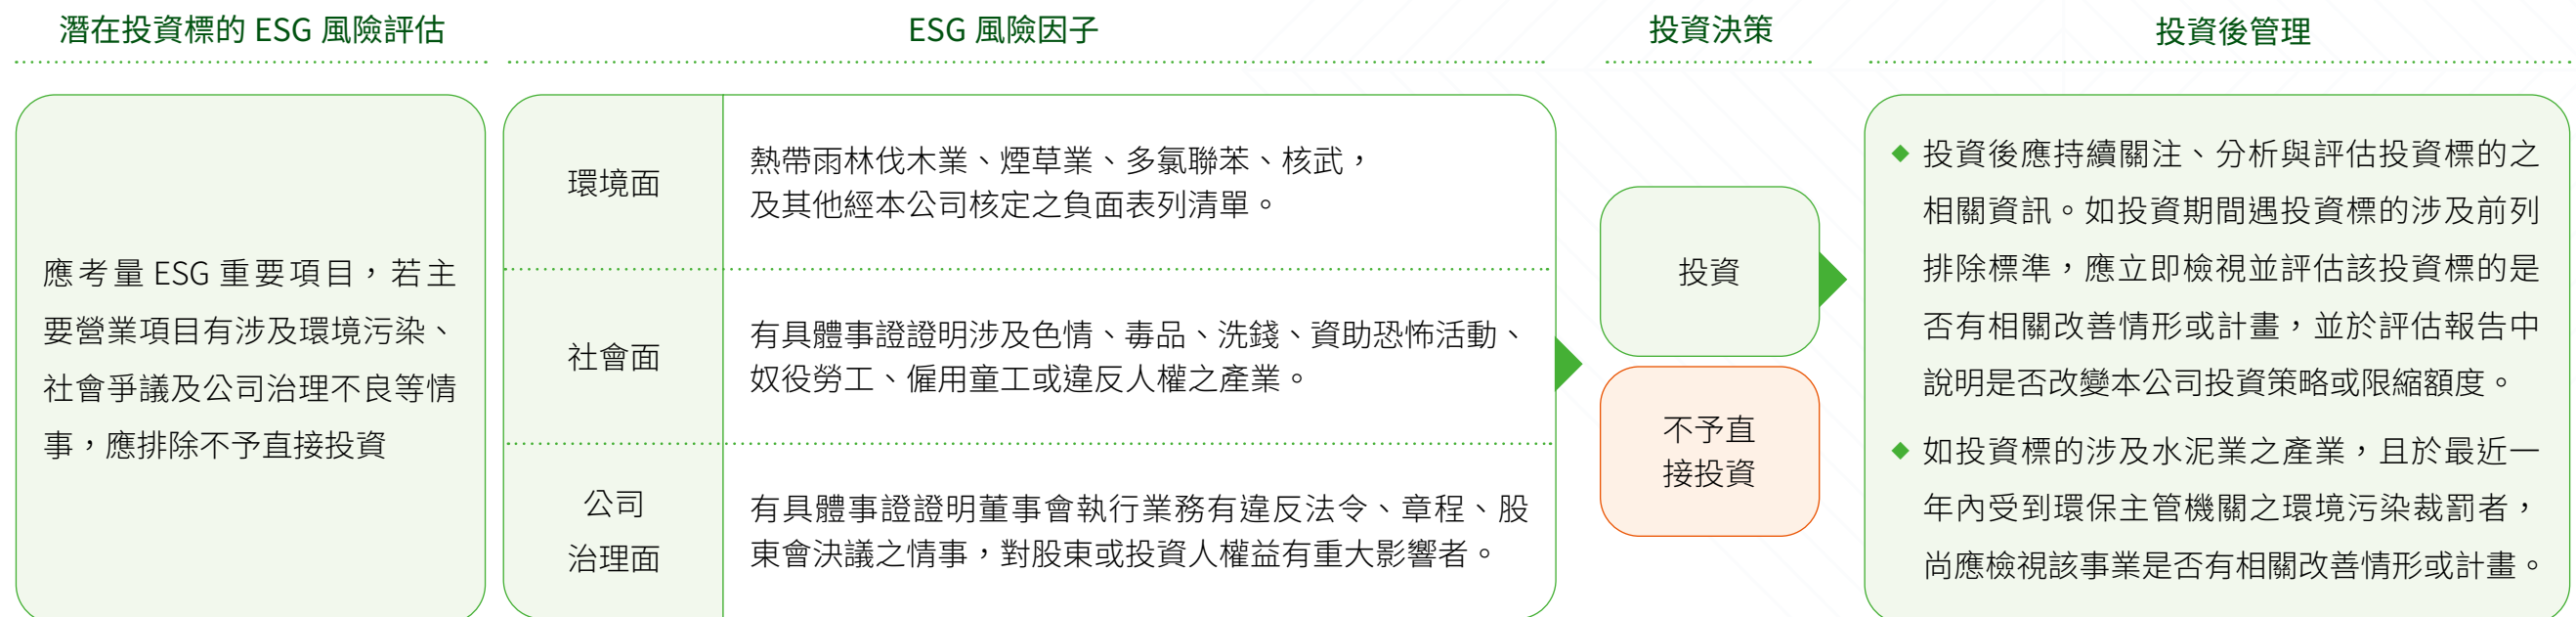 潛在投資標的 ESG 風險評估
應考量 ESG 重要項目，若主
要營業項目有涉及環境污染、
社會爭議及公司治理不良等情
事，應排除不予直接投資
ESG 風險因子
環境面
熱帶雨林伐木業、煙草業、多氯聯苯、核武，
及其他經本公司核定之負面表列清單。
社會面
有具體事證證明涉及色情、毒品、洗錢、資助恐怖活動、
奴役勞工、僱用童工或違反人權之產業。
公司
治理面
有具體事證證明董事會執行業務有違反法令、章程、股
東會決議之情事，對股東或投資人權益有重大影響者。
投資決策
投資
不予直
接投資
投資後管理
投資後應持續關注、分析與評估投資標的之
相關資訊。如投資期間遇投資標的涉及前列
排除標準，應立即檢視並評估該投資標的是
否有相關改善情形或計畫，並於評估報告中
說明是否改變本公司投資策略或限縮額度。
如投資標的涉及水泥業之產業，且於最近一
年內受到環保主管機關之環境污染裁罰者，
尚應檢視該事業是否有相關改善情形或計畫。